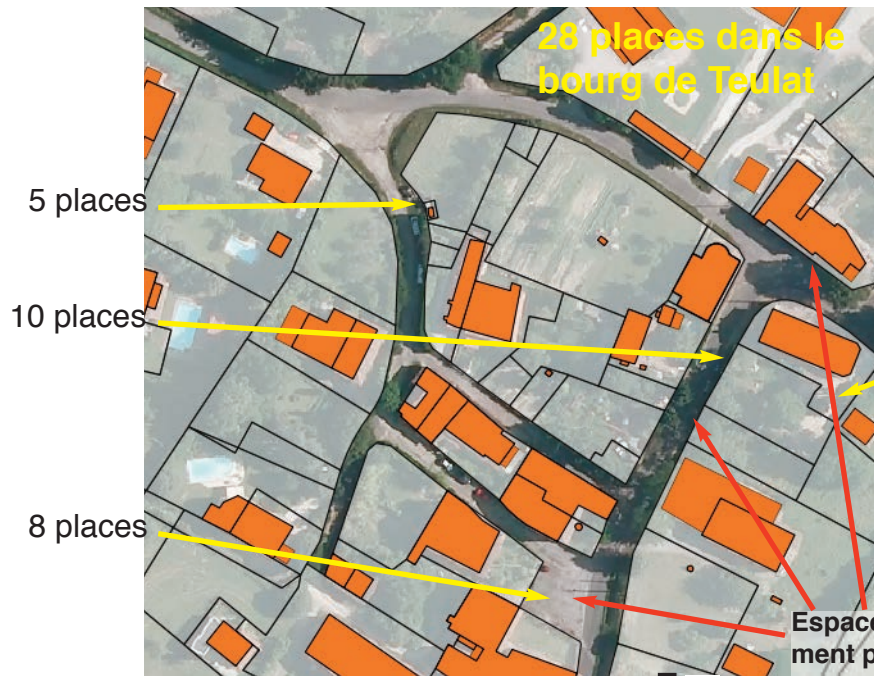 28 places dans le
bourg de Teulat
5 places
10 places
8 places
Espace
ment p